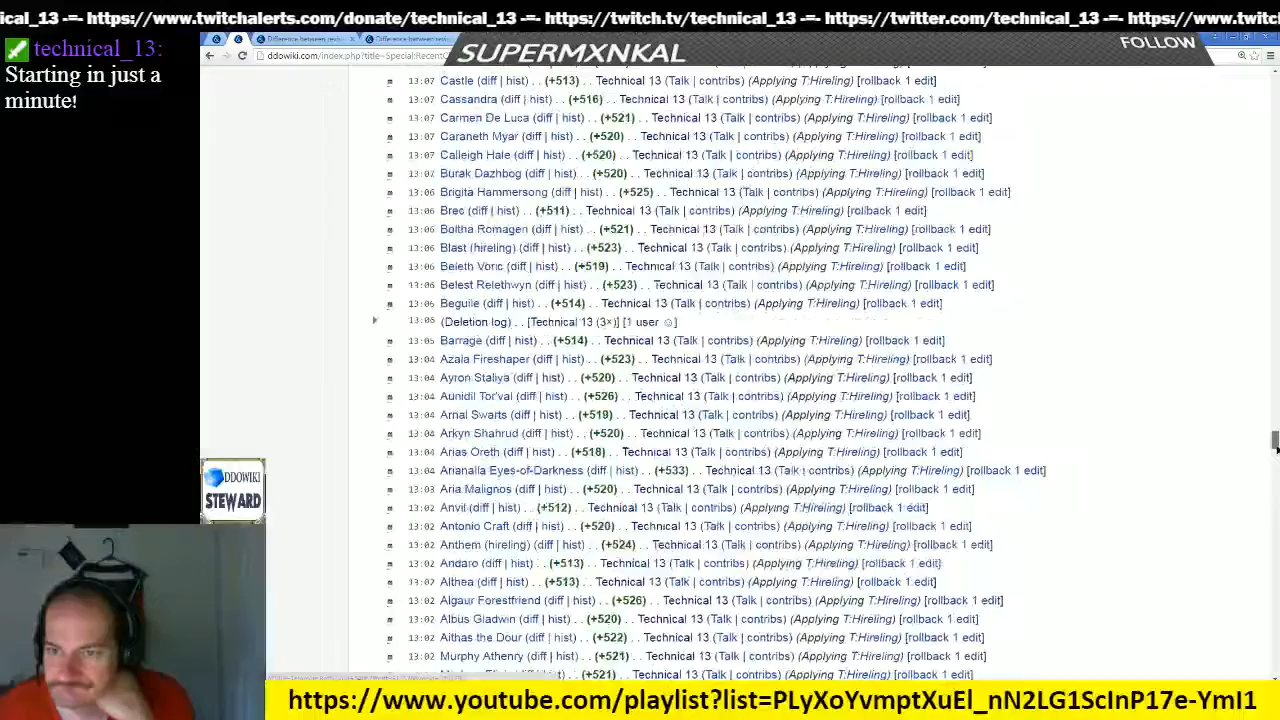 cal_13 -=- https://www.twitchalerts.com/donate/technical_13 -=- https://twitch.tv/technical_13 -=- https://twitter.com/technical_13 -=- https://www.twitc
technical_13:
Starting in just a
minute!
SUPERMXNKAL
FOLLOW
Difference between revisi
Difference between revis
ddowiki.com/index.php?title=Special:RecentC
m 13:07 Castle (diff | hist) . . (+513) . . Technical 13 (Talk | contribs) (Applying T:Hireling) [rollback 1 edit]
m 13:07 Cassandra (diff | hist) . . (+516) . . Technical 13 (Talk | contribs) (Applying T:Hireling) [rollback 1 edit]
m 13:07 Carmen De Luca (diff | hist) . . (+521) . . Technical 13 (Talk | contribs) (Applying T:Hireling) [rollback 1 edit]
m 13:07 Caraneth Myar (diff | hist) . . (+520) . . Technical 13 (Talk | contribs) (Applying T:Hireling) [rollback 1 edit]
m 13:07 Calleigh Hale (diff | hist) . . (+520) . . Technical 13 (Talk | contribs) (Applying T:Hireling) [rollback 1 edit]
m 13:07 Burak Dazhbog (diff | hist) . . (+520) . . Technical 13 (Talk | contribs) (Applying T:Hireling) [rollback 1 edit]
m 13:06 Brigita Hammersong (diff | hist) . . (+525) . . Technical 13 (Talk | contribs) (Applying T:Hireling) [rollback 1 edit]
m 13:06 Brec (diff | hist) . . (+511) . . Technical 13 (Talk | contribs) (Applying T:Hireling) [rollback 1 edit]
m 13:06 Boltha Romagen (diff | hist) . . (+521) . . Technical 13 (Talk | contribs) (Applying T:Hireling) [rollback 1 edit]
m 13:06 Blast (hireling) (diff | hist) . . (+523) . . Technical 13 (Talk | contribs) (Applying T:Hireling) [rollback 1 edit]
m 13:06 Beleth Voric (diff | hist) . . (+519) . . Technical 13 (Talk | contribs) (Applying T:Hireling) [rollback 1 edit]
m 13:06 Belest Relethwyn (diff | hist) . . (+523) . . Technical 13 (Talk | contribs) (Applying T:Hireling) [rollback 1 edit]
m 13:06 Beguile (diff | hist) . . (+514) . . Technical 13 (Talk | contribs) (Applying T:Hireling) [rollback 1 edit]
13:06 (Deletion log) . . [Technical 13 (3×)] [1 user ☺]
m 13:05 Barrage (diff | hist) . . (+514) . . Technical 13 (Talk | contribs) (Applying T:Hireling) [rollback 1 edit]
m 13:04 Azala Fireshaper (diff | hist) . . (+523) . . Technical 13 (Talk | contribs) (Applying T:Hireling) [rollback 1 edit]
m 13:04 Ayron Staliya (diff | hist) . . (+520) . . Technical 13 (Talk | contribs) (Applying T:Hireling) [rollback 1 edit]
m 13:04 Aunidil Tor'val (diff | hist) . . (+526) . . Technical 13 (Talk | contribs) (Applying T:Hireling) [rollback 1 edit]
m 13:04 Arnal Swarts (diff | hist) . . (+519) . . Technical 13 (Talk | contribs) (Applying T:Hireling) [rollback 1 edit]
m 13:04 Arkyn Shahrud (diff | hist) . . (+520) . . Technical 13 (Talk | contribs) (Applying T:Hireling) [rollback 1 edit]
m 13:04 Arias Oreth (diff | hist) . . (+518) . . Technical 13 (Talk | contribs) (Applying T:Hireling) [rollback 1 edit]
m 13:04 Arianalla Eyes-of-Darkness (diff | hist) . . (+533) . . Technical 13 (Talk | contribs) (Applying T:Hireling) [rollback 1 edit]
m 13:03 Aria Malignos (diff | hist) . . (+520) . . Technical 13 (Talk | contribs) (Applying T:Hireling) [rollback 1 edit]
m 13:02 Anvil (diff | hist) . . (+512) . . Technical 13 (Talk | contribs) (Applying T:Hireling) [rollback 1 edit]
m 13:02 Antonio Craft (diff | hist) . . (+520) . . Technical 13 (Talk | contribs) (Applying T:Hireling) [rollback 1 edit]
m 13:02 Anthem (hireling) (diff | hist) . . (+524) . . Technical 13 (Talk | contribs) (Applying T:Hireling) [rollback 1 edit]
m 13:02 Andaro (diff | hist) . . (+513) . . Technical 13 (Talk | contribs) (Applying T:Hireling) [rollback 1 edit]
m 13:02 Althea (diff | hist) . . (+513) . . Technical 13 (Talk | contribs) (Applying T:Hireling) [rollback 1 edit]
m 13:02 Algaur Forestfriend (diff | hist) . . (+526) . . Technical 13 (Talk | contribs) (Applying T:Hireling) [rollback 1 edit]
m 13:02 Albus Gladwin (diff | hist) . . (+520) . . Technical 13 (Talk | contribs) (Applying T:Hireling) [rollback 1 edit]
m 13:02 Aithas the Dour (diff | hist) . . (+522) . . Technical 13 (Talk | contribs) (Applying T:Hireling) [rollback 1 edit]
m 13:02 Murphy Athenry (diff | hist) . . (+521) . . Technical 13 (Talk | contribs) (Applying T:Hireling) [rollback 1 edit]
DDOWIKI
STEWARD
https://www.youtube.com/playlist?list=PLyXoYvmptXuEl_nN2LG1ScInP17e-YmI1